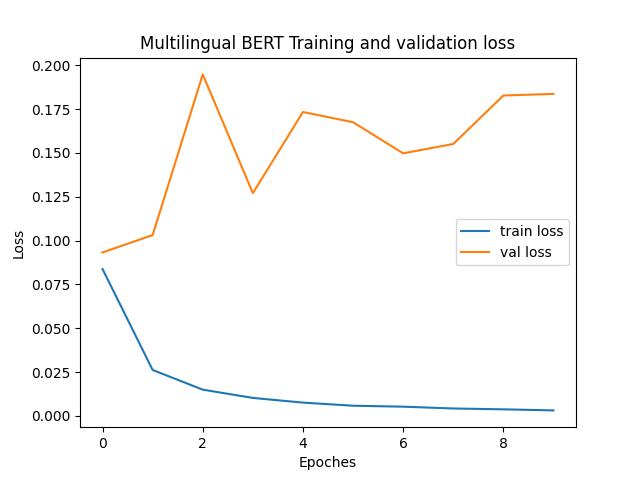 Multilingual BERT Training and validation loss
0.200
0.175
0.150
0.125
0.100
0.075
0.050
0.025
0.000
Loss
train loss
val loss
0 2 4 6 8
Epoches